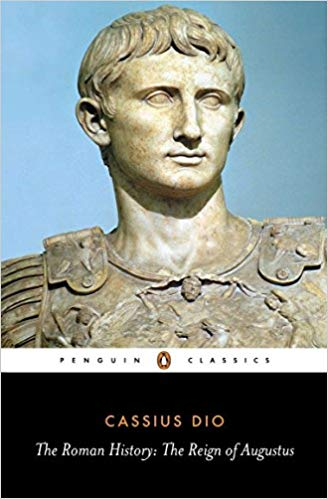 PENGUIN CLASSICS
CASSIUS DIO
The Roman History: The Reign of Augustus